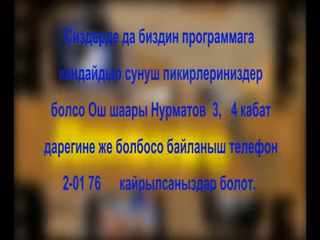 Сиздерде да биздин программага
кандайдыр сунуш пикирлериниздер
болсо Ош шаары Нурматов 3, 4 кабат
дарегине же болбосо байланыш телефон
2-01 76 кайрылсаныздар болот.